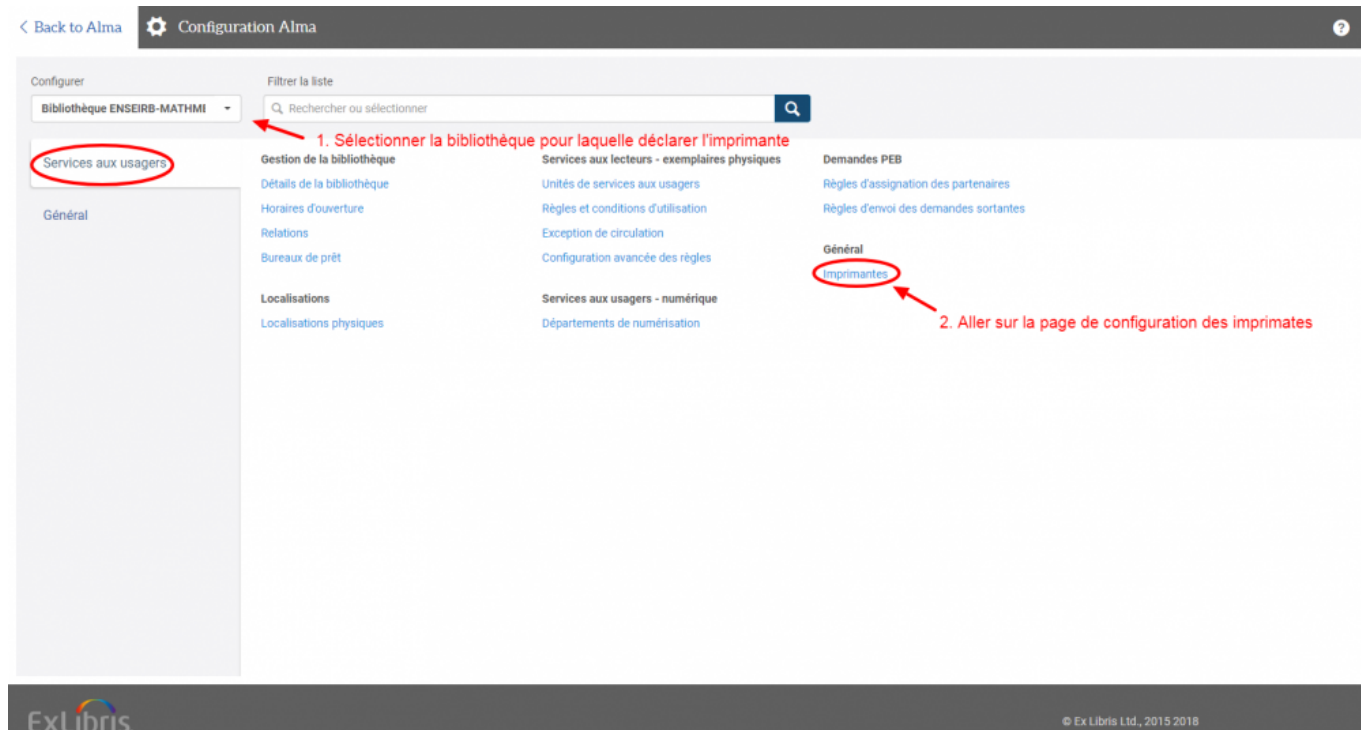 < Back to Alma
Configuration Alma
?
Configurer
Filtrer la liste
Bibliothèque ENSEIRB-MATHMI
Rechercher ou sélectionner
1. Sélectionner la bibliothèque pour laquelle déclarer l'imprimante
Services aux usagers
Général
Gestion de la bibliothèque
Détails de la bibliothèque
Horaires d'ouverture
Relations
Bureaux de prêt
Localisations
Localisations physiques
Services aux lecteurs - exemplaires physiques
Unités de services aux usagers
Règles et conditions d'utilisation
Exception de circulation
Configuration avancée des règles
Services aux usagers - numérique
Départements de numérisation
Demandes PEB
Règles d'assignation des partenaires
Règles d'envoi des demandes sortantes
Général
Imprimantes
2. Aller sur la page de configuration des imprimates
ExLibris
© Ex Libris Ltd., 2015 2018